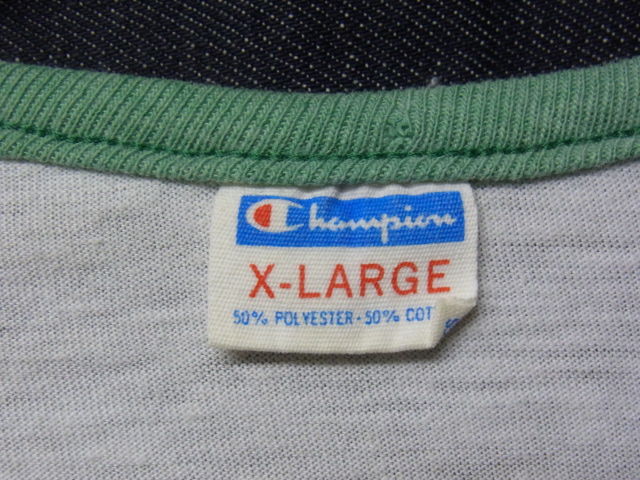 Champion
X-LARGE
50% POLYESTER - 50% COT